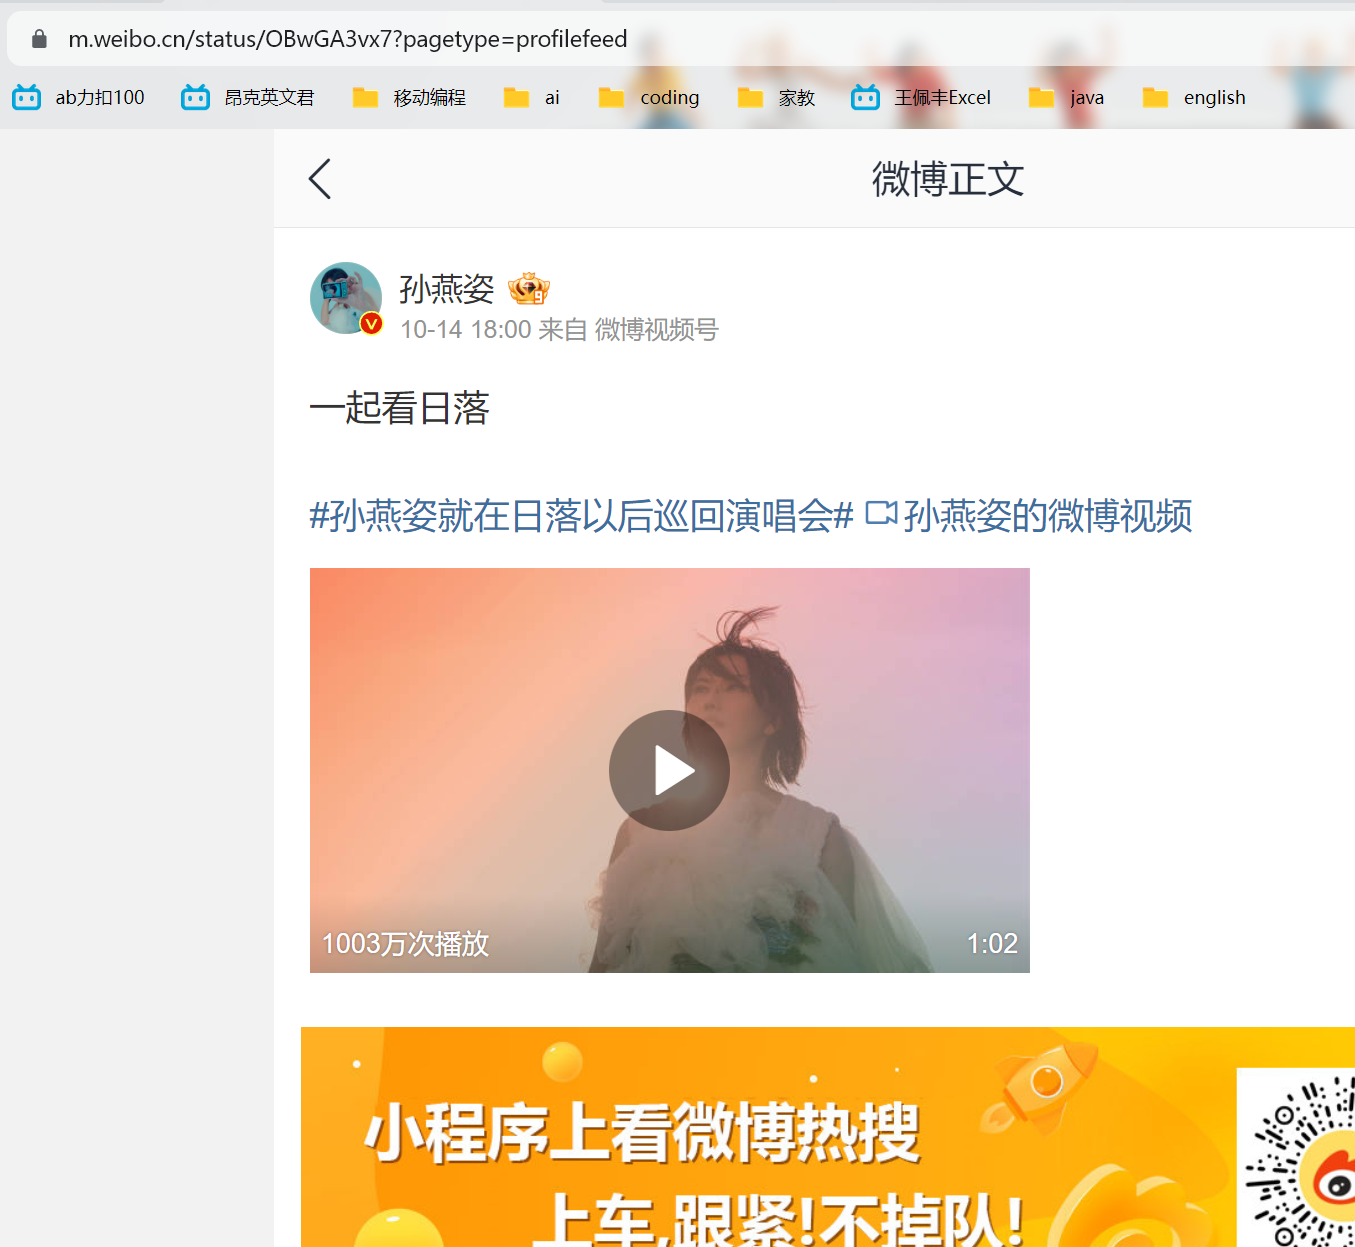 m.weibo.cn/status/OBwGA3vx7?pagetype=profilefeed
ab力扣100 昂克英文君 移动编程 ai coding 家教 王佩丰Excel java english
微博正文
孙燕姿 9
10-14 18:00 来自 微博视频号
一起看日落
#孙燕姿就在日落以后巡回演唱会# 孙燕姿的微博视频
1003万次播放 1:02
小程序上看微博热搜
上车,跟紧!不掉队!